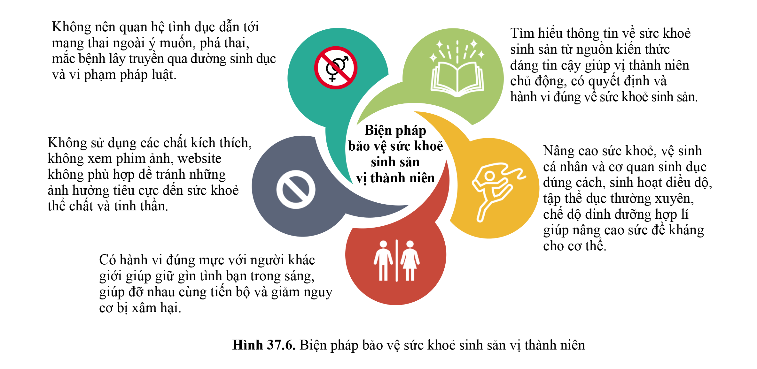 Không nên quan hệ tình dục dẫn tới
mang thai ngoài ý muốn, phá thai,
mắc bệnh lây truyền qua đường sinh dục
và vi phạm pháp luật.
Tìm hiểu thông tin về sức khoẻ
sinh sản từ nguồn kiến thức
đáng tin cậy giúp vị thành niên
chủ động, có quyết định và
hành vi đúng về sức khoẻ sinh sản.
Biện pháp
bảo vệ sức khoẻ
sinh sản
vị thành niên
Không sử dụng các chất kích thích,
không xem phim ảnh, website
không phù hợp để tránh những
ảnh hưởng tiêu cực đến sức khoẻ
thể chất và tinh thần.
Nâng cao sức khoẻ, vệ sinh
cá nhân và cơ quan sinh dục
đúng cách, sinh hoạt điều độ,
tập thể dục thường xuyên,
chế độ dinh dưỡng hợp lí
giúp nâng cao sức đề kháng
cho cơ thể.
Có hành vi đúng mực với người khác
giới giúp giữ gìn tình bạn trong sáng,
giúp đỡ nhau cùng tiến bộ và giảm nguy
cơ bị xâm hại.
Hình 37.6. Biện pháp bảo vệ sức khoẻ sinh sản vị thành niên